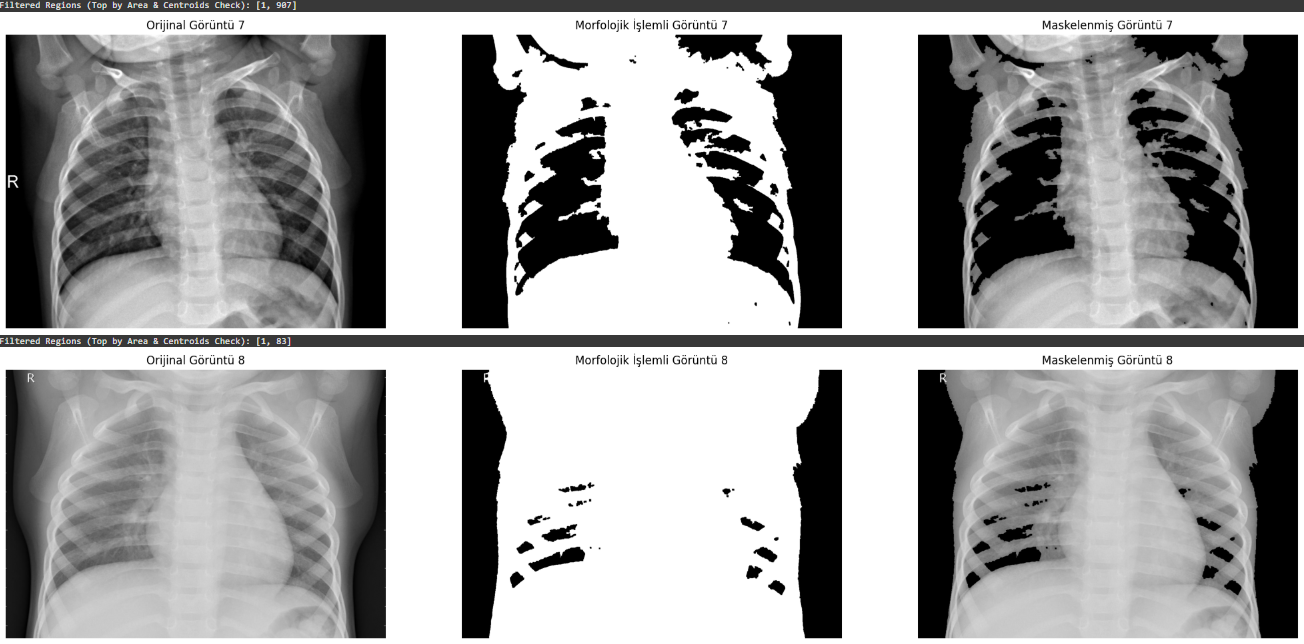 Filtered Regions (Top by Area & Centroids Check): [1, 907]
Orijinal Görüntü 7
Morfolojik İşlemli Görüntü 7
Maskelenmiş Görüntü 7
R
Filtered Regions (Top by Area & Centroids Check): [1, 83]
Orijinal Görüntü 8
Morfolojik İşlemli Görüntü 8
Maskelenmiş Görüntü 8
R
R
R